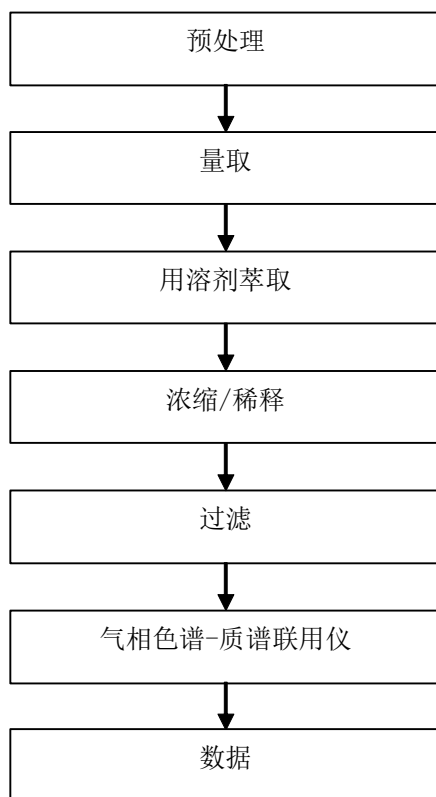 预处理
量取
用溶剂萃取
浓缩/稀释
过滤
气相色谱-质谱联用仪
数据